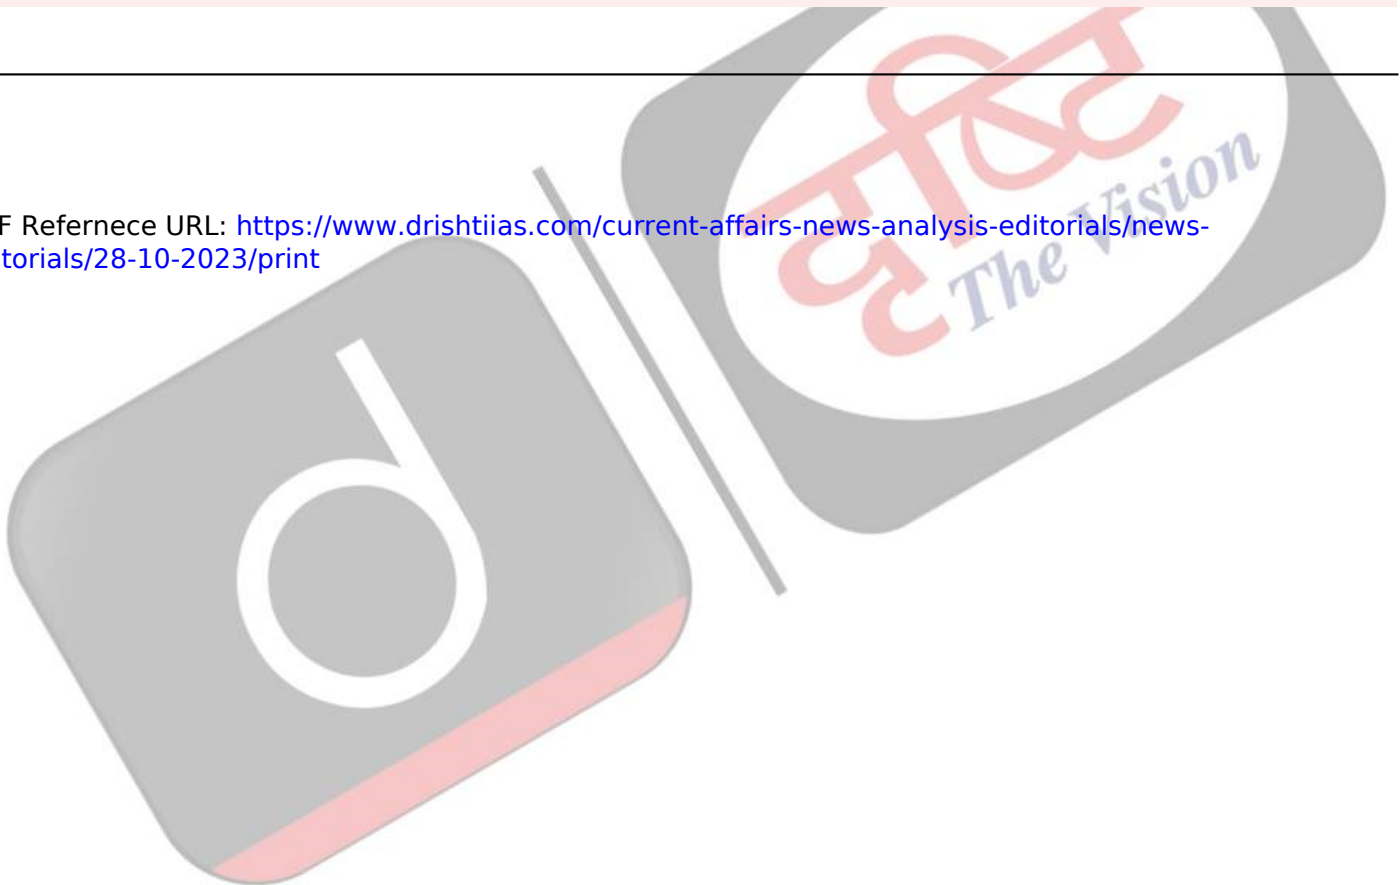 दृष्टि
The Vision
F Refernece URL: https://www.drishtiias.com/current-affairs-news-analysis-editorials/news-
torials/28-10-2023/print
d